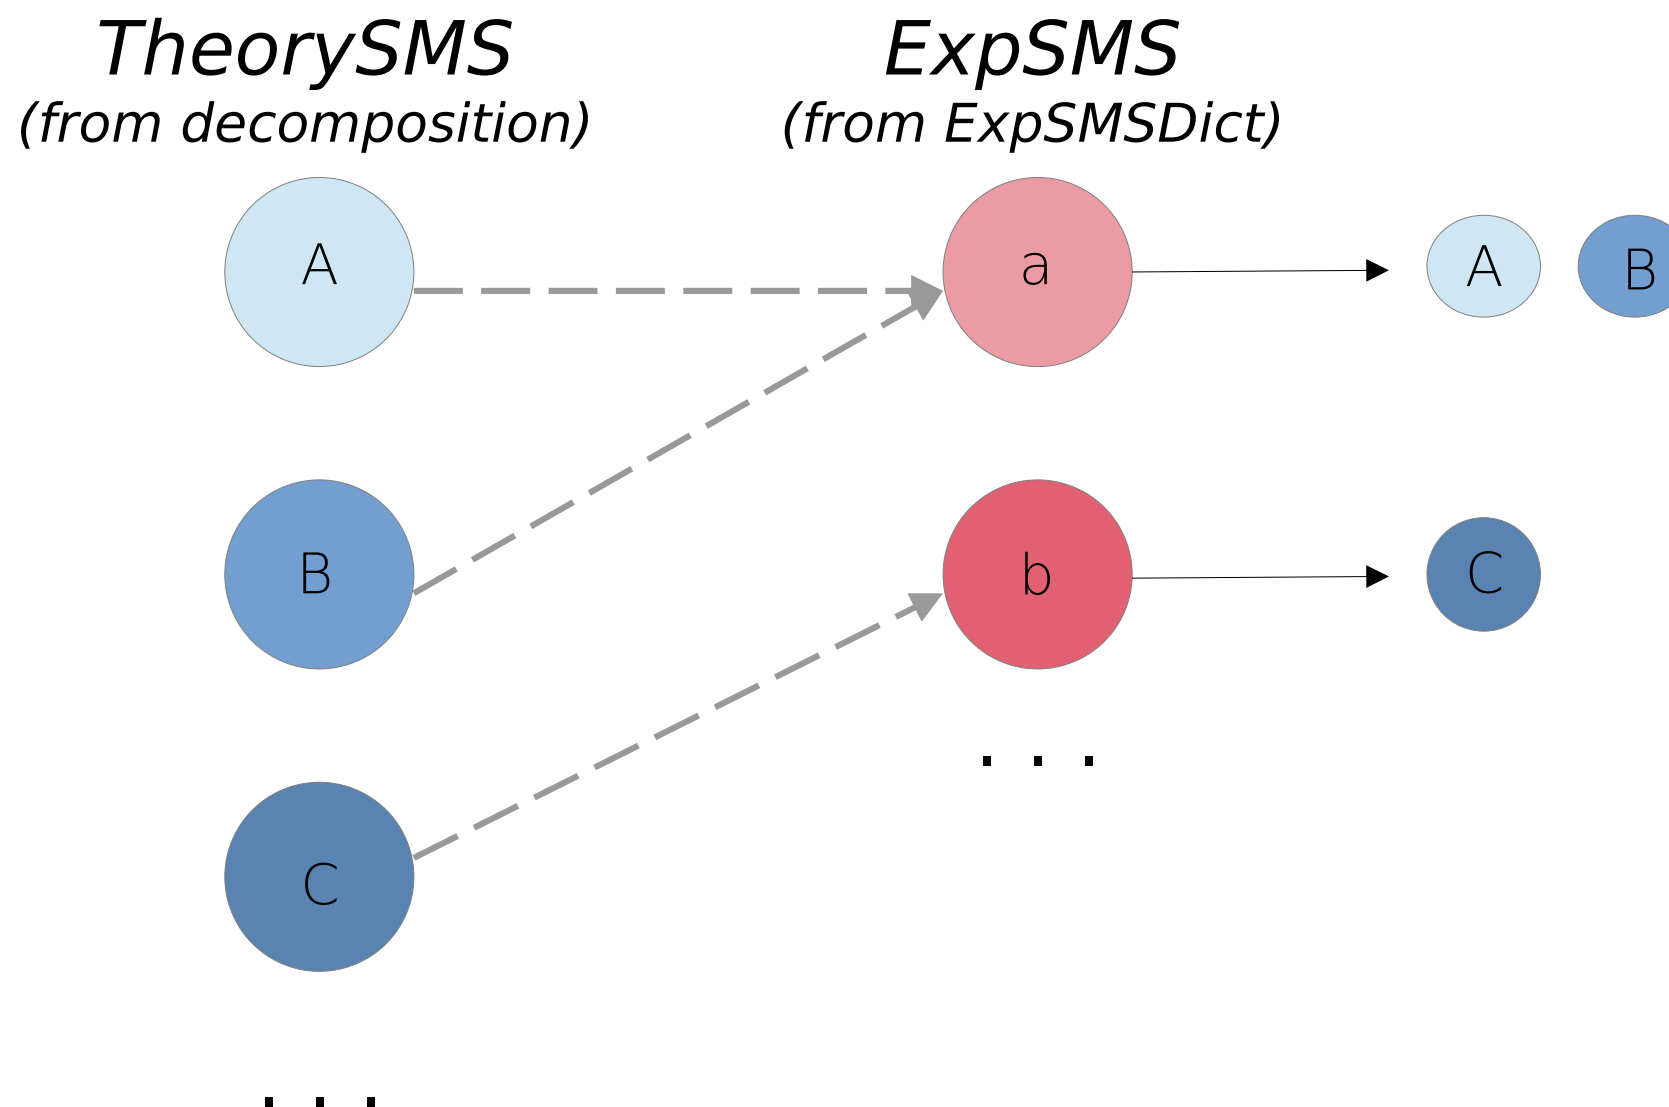 TheorySMS
(from decomposition)
ExpSMS
(from ExpSMSDict)
A
a
A
B
B
b
C
. . .
C
. . .